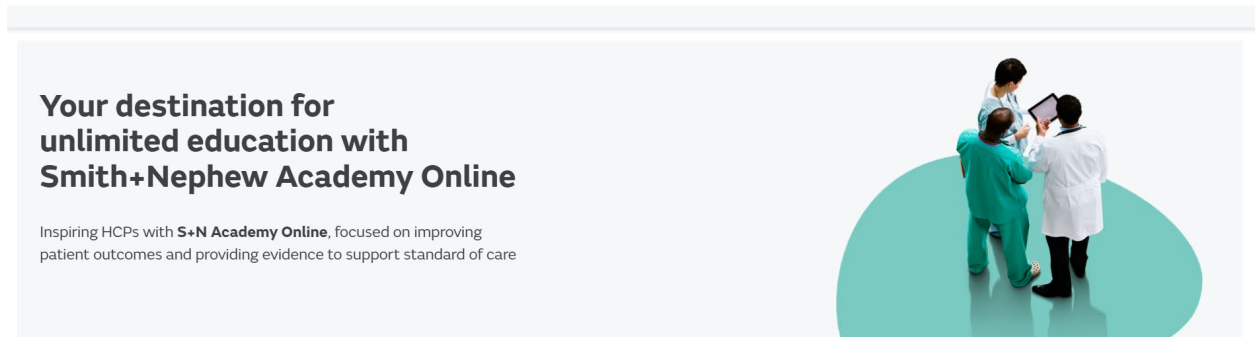 Your destination for
unlimited education with
Smith+Nephew Academy Online
Inspiring HCPs with S+N Academy Online, focused on improving
patient outcomes and providing evidence to support standard of care